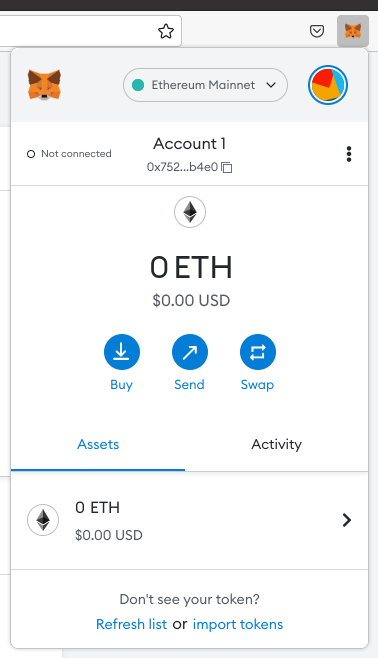 Ethereum Mainnet
Not connected
Account 1
0x752...b4e0
0 ETH
$0.00 USD
Buy Send Swap
Assets Activity
0 ETH
$0.00 USD
Don't see your token?
Refresh list or import tokens